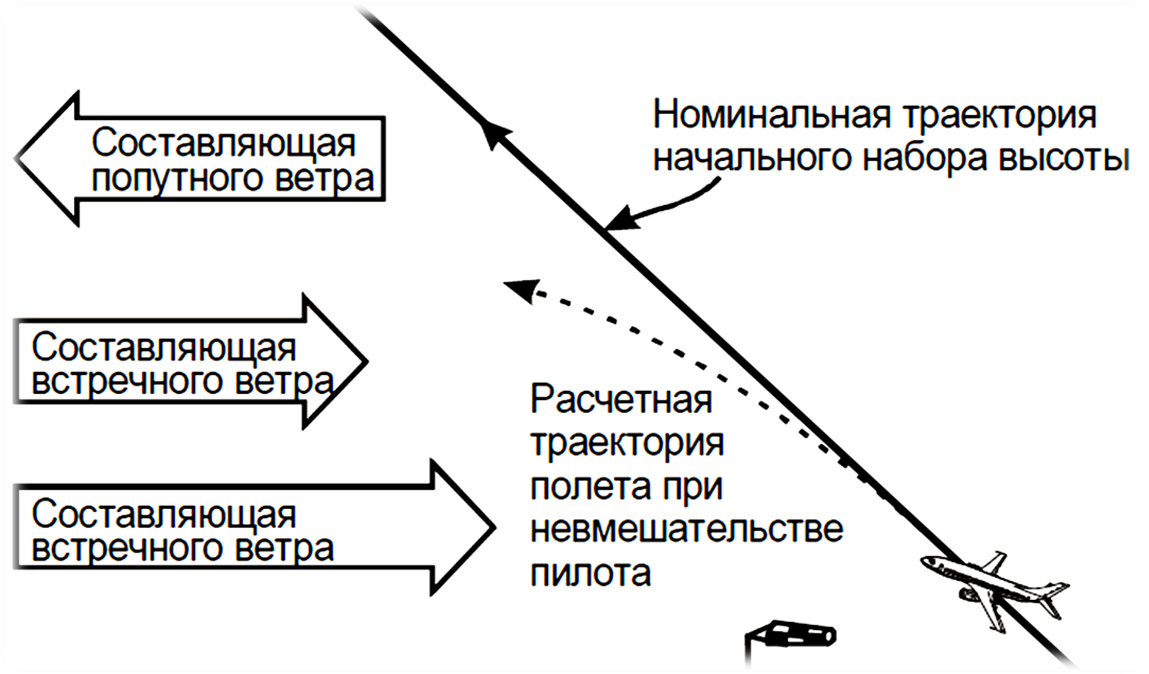 Номинальная траектория
начального набора высоты
Составляющая
попутного ветра
Составляющая
встречного ветра
Расчетная
траектория
полета при
невмешательстве
пилота
Составляющая
встречного ветра